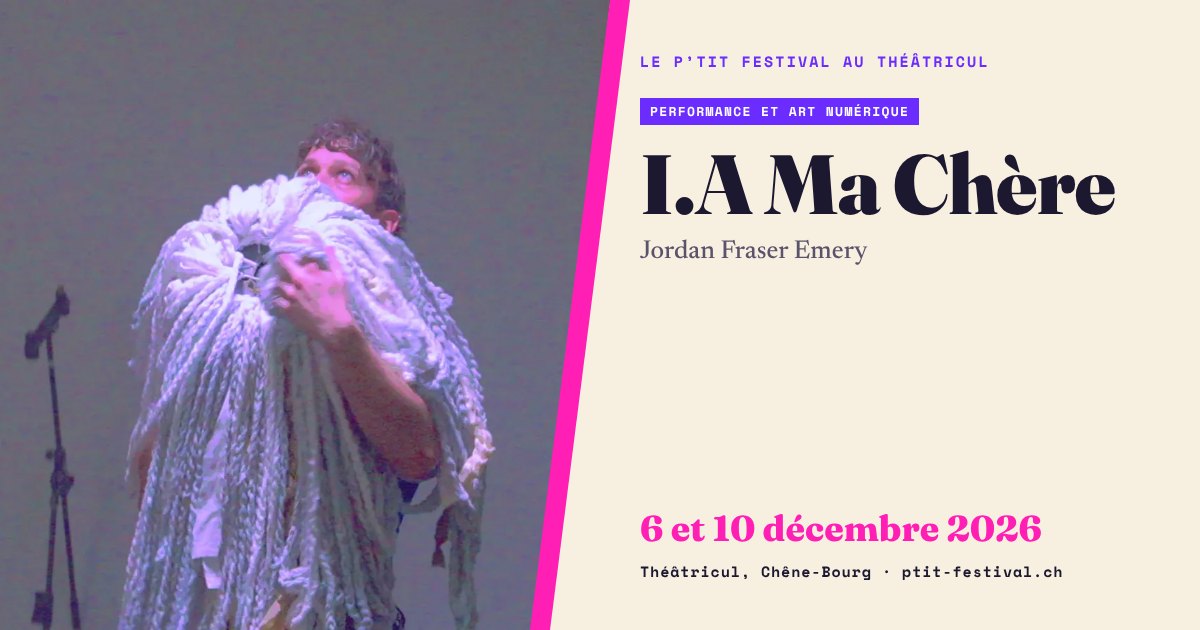 LE P'TIT FESTIVAL AU THÉÂTRICUL
PERFORMANCE ET ART NUMÉRIQUE
I.A Ma Chère
Jordan Fraser Emery
6 et 10 décembre 2026
Théâtricul, Chêne-Bourg · ptit-festival.ch